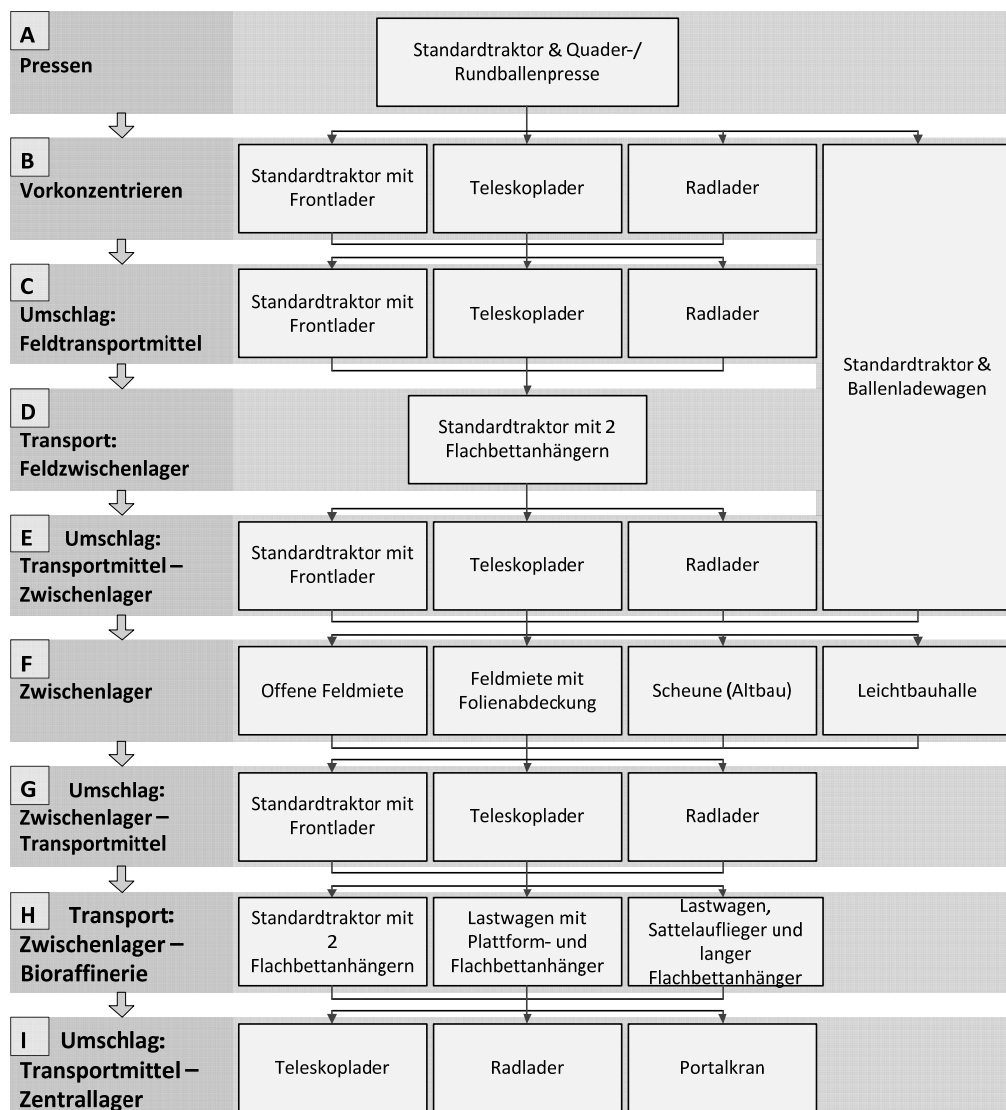 A
Pressen
Standardtraktor & Quader-/
Rundballenpresse
B
Vorkonzentrieren
Standardtraktor mit
Frontlader
Teleskoplader
Radlader
Standardtraktor &
Ballenladewagen
C
Umschlag:
Feldtransportmittel
Standardtraktor mit
Frontlader
Teleskoplader
Radlader
D
Transport:
Feldzwischenlager
Standardtraktor mit 2
Flachbettanhängern
E Umschlag:
Transportmittel –
Zwischenlager
Standardtraktor mit
Frontlader
Teleskoplader
Radlader
F
Zwischenlager
Offene Feldmiete
Feldmiete mit
Folienabdeckung
Scheune (Altbau)
Leichtbauhalle
G Umschlag:
Zwischenlager –
Transportmittel
Standardtraktor mit
Frontlader
Teleskoplader
Radlader
H Transport:
Zwischenlager –
Bioraffinerie
Standardtraktor mit
2
Flachbettanhängern
Lastwagen mit
Plattform- und
Flachbettanhänger
Lastwagen,
Sattelauflieger und
langer
Flachbettanhänger
I Umschlag:
Transportmittel –
Zentrallager
Teleskoplader
Radlader
Portalkran